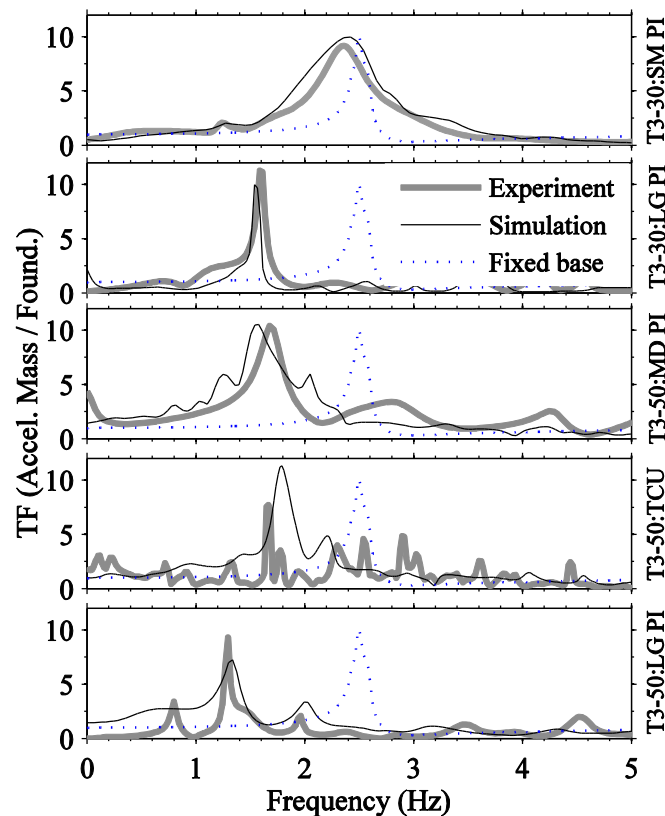 TF (Accel. Mass / Found.)
10
5
0
T3-30:SM PI
10
5
0
Experiment
Simulation
Fixed base
T3-30:LG PI
10
5
0
T3-50:MD PI
10
5
0
T3-50:TCU
10
5
0
T3-50:LG PI
0 1 2 3 4 5
Frequency (Hz)